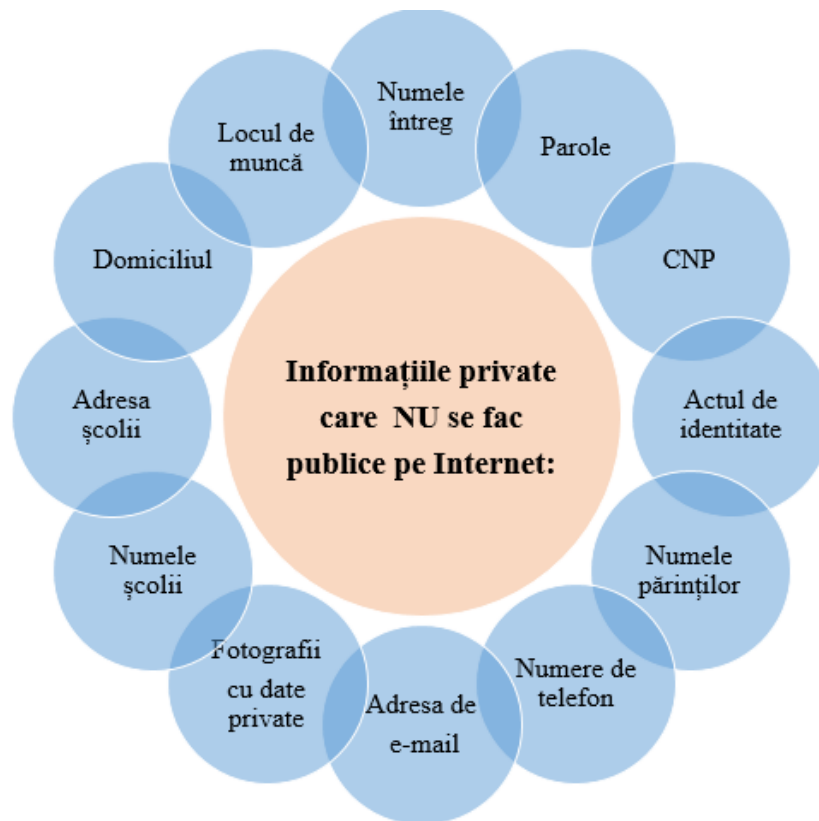 Informațiile private
care NU se fac
publice pe Internet:
Numele
întreg
Parole
CNP
Actul de
identitate
Numele
părinților
Numere de
telefon
Adresa de
e-mail
Fotografii
cu date
private
Numele
școlii
Adresa
școlii
Domiciliul
Locul de
muncă